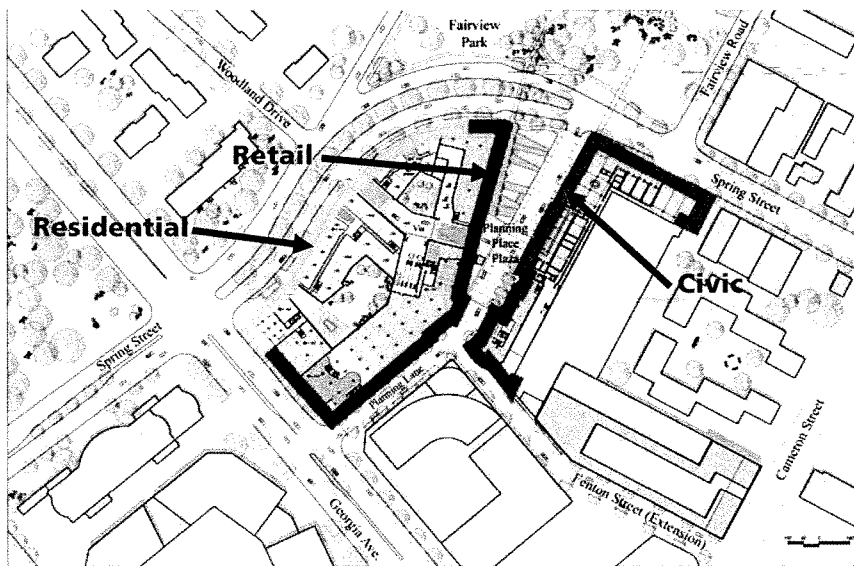 Fairview
Park
Fairview Road
Woodland Drive
Retail
Spring Street
Residential
Planning
Place
Plaza
Civic
Spring Street
Planning Lane
Cameron Street
Georgia Ave.
Fenton Street (Extension)